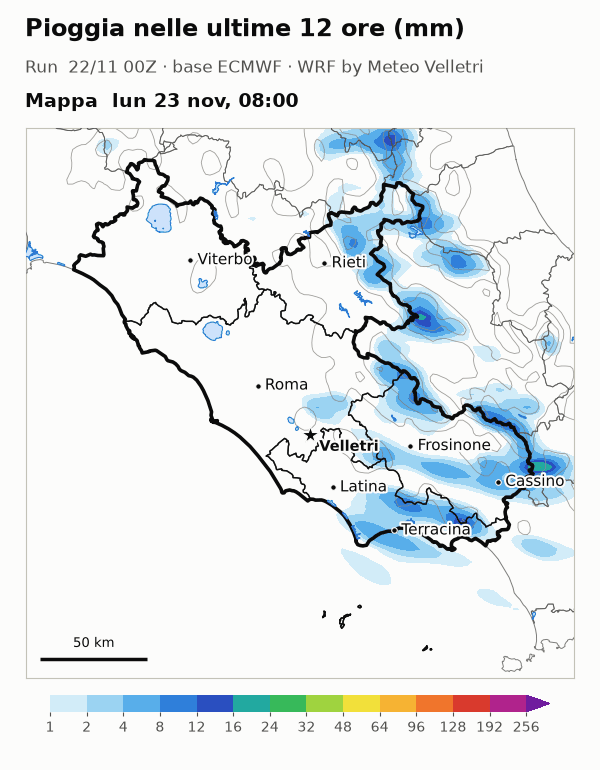 Pioggia nelle ultime 12 ore (mm)
Run  22/11 00Z · base ECMWF · WRF by Meteo Velletri
Mappa  lun 23 nov, 08:00
Viterbo
Rieti
Roma
Velletri
Frosinone
Cassino
Latina
Terracina
50 km
1 2 4 8 12 16 24 32 48 64 96 128 192 256